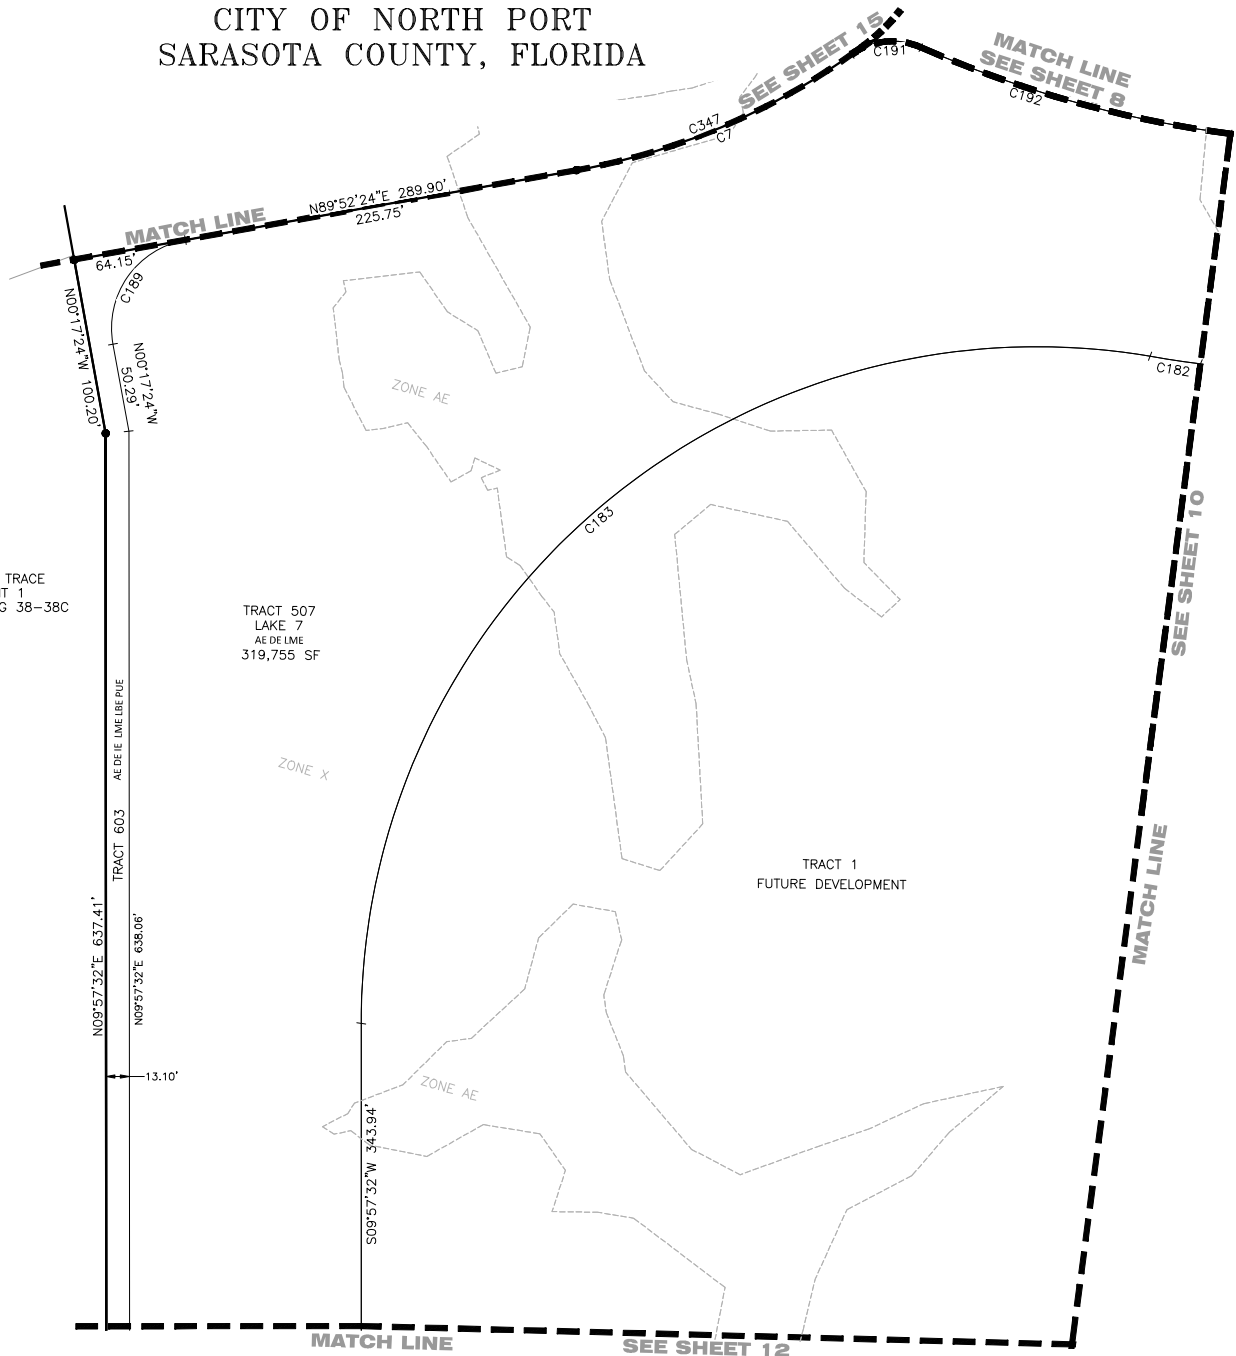 CITY OF NORTH PORT
SARASOTA COUNTY, FLORIDA
SEE SHEET 15
C191
MATCH LINE
SEE SHEET 8
C192
C347
C7
N89°52'24"E 289.90'
225.75'
MATCH LINE
64.15'
C189
N00°17'24"W 100.20'
N00°17'24"W
50.29'
ZONE AE
C182
C183
SEE SHEET 10
TRACE
T 1
G 38-38C
TRACT 507
LAKE 7
AE DE LME
319,755 SF
TRACT 603 AE DE IE LME LBE PUE
ZONE X
TRACT 1
FUTURE DEVELOPMENT
MATCH LINE
N09°57'32"E 637.41'
N09°57'32"E 638.06'
13.10'
ZONE AE
S09°57'32"W 343.94'
MATCH LINE
SEE SHEET 12